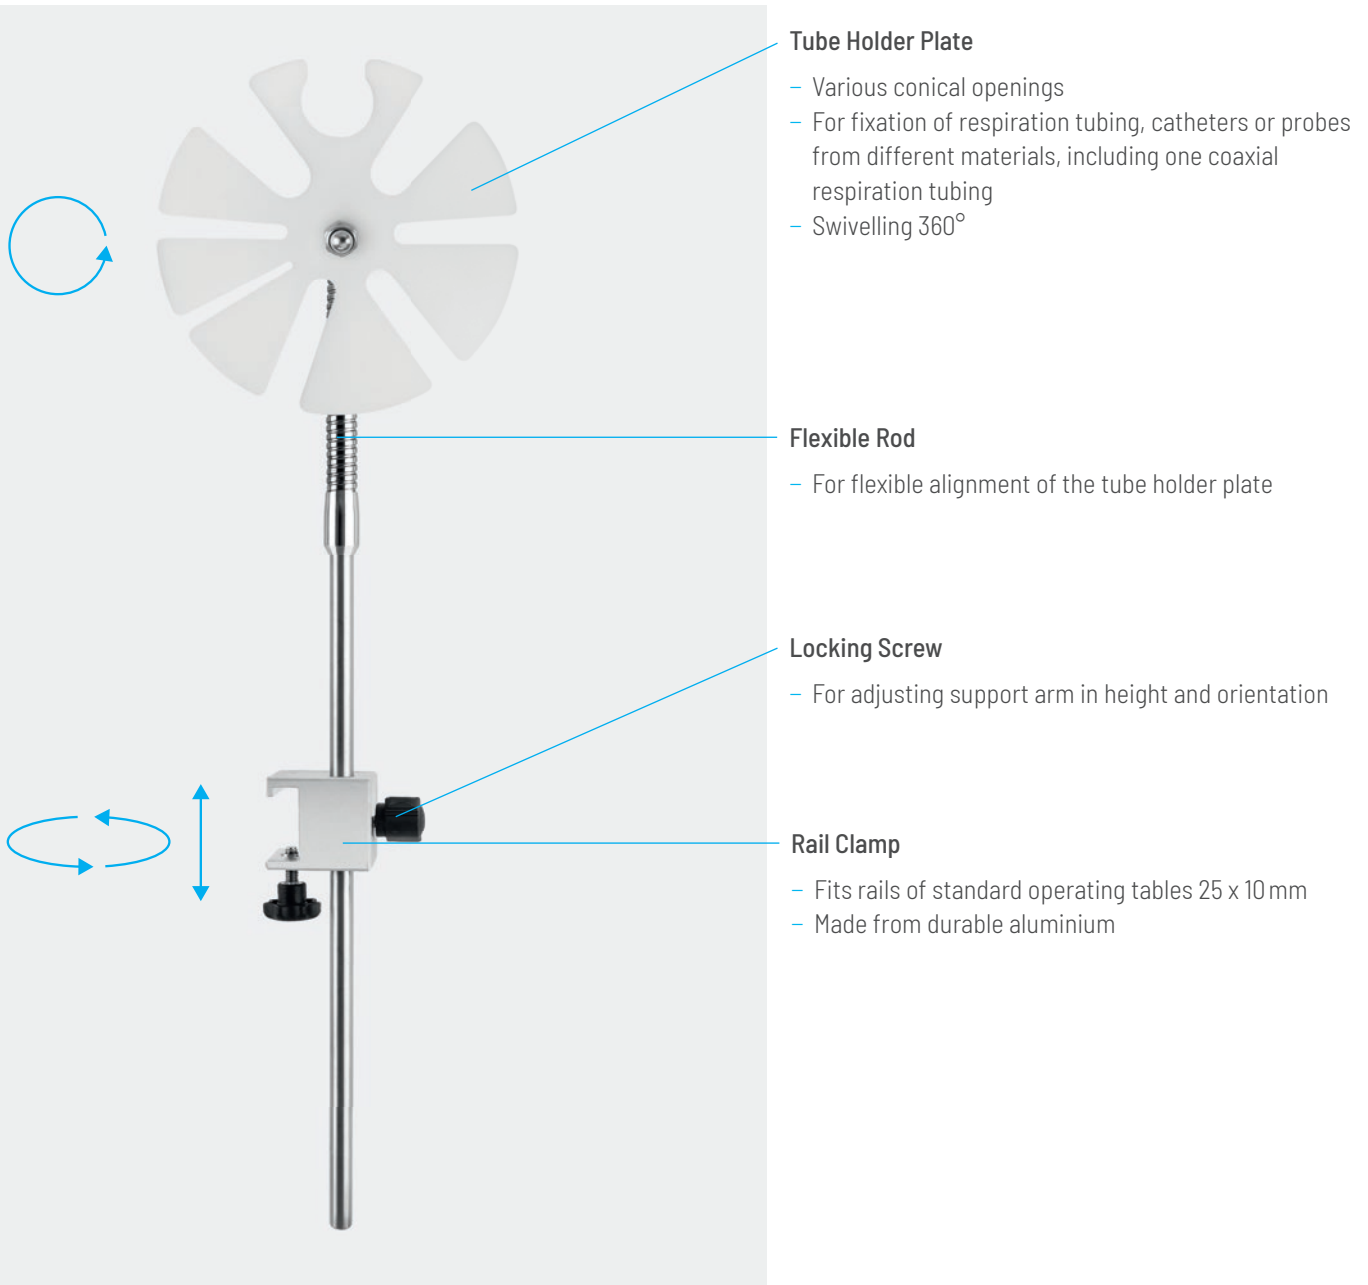 Tube Holder Plate
– Various conical openings
– For fixation of respiration tubing, catheters or probes
from different materials, including one coaxial
respiration tubing
– Swivelling 360°
Flexible Rod
– For flexible alignment of the tube holder plate
Locking Screw
– For adjusting support arm in height and orientation
Rail Clamp
– Fits rails of standard operating tables 25 x 10 mm
– Made from durable aluminium